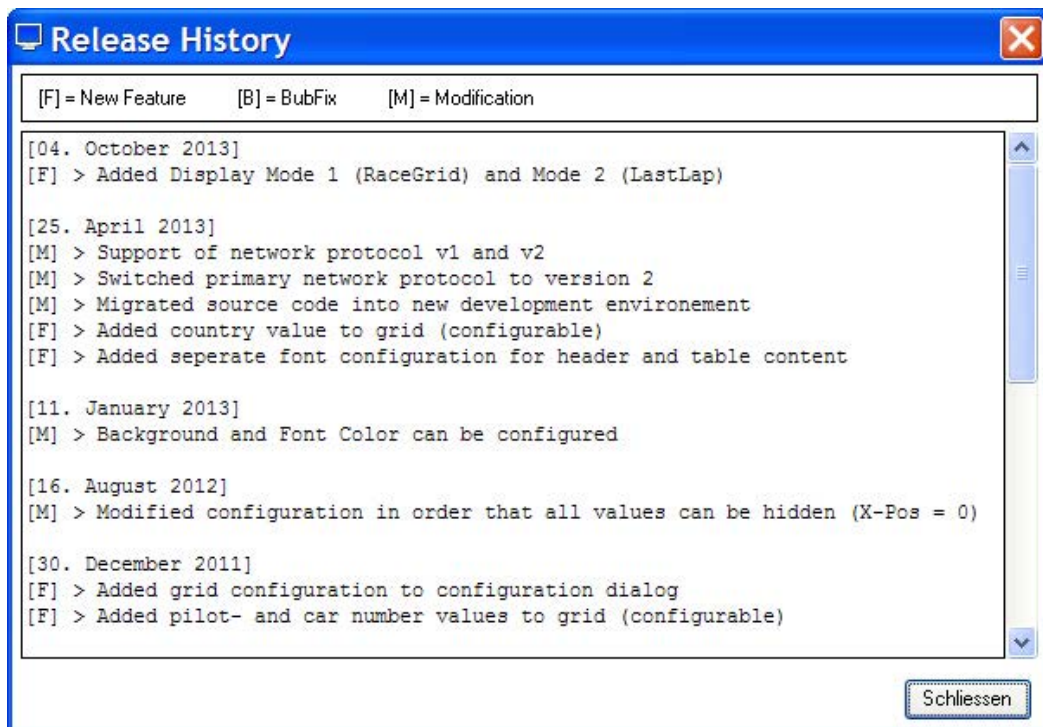 Release History
[F] = New Feature [B] = BubFix [M] = Modification
[04. October 2013]
[F] > Added Display Mode 1 (RaceGrid) and Mode 2 (LastLap)
[25. April 2013]
[M] > Support of network protocol v1 and v2
[M] > Switched primary network protocol to version 2
[M] > Migrated source code into new development environement
[F] > Added country value to grid (configurable)
[F] > Added seperate font configuration for header and table content
[11. January 2013]
[M] > Background and Font Color can be configured
[16. August 2012]
[M] > Modified configuration in order that all values can be hidden (X-Pos = 0)
[30. December 2011]
[F] > Added grid configuration to configuration dialog
[F] > Added pilot- and car number values to grid (configurable)
Schliessen